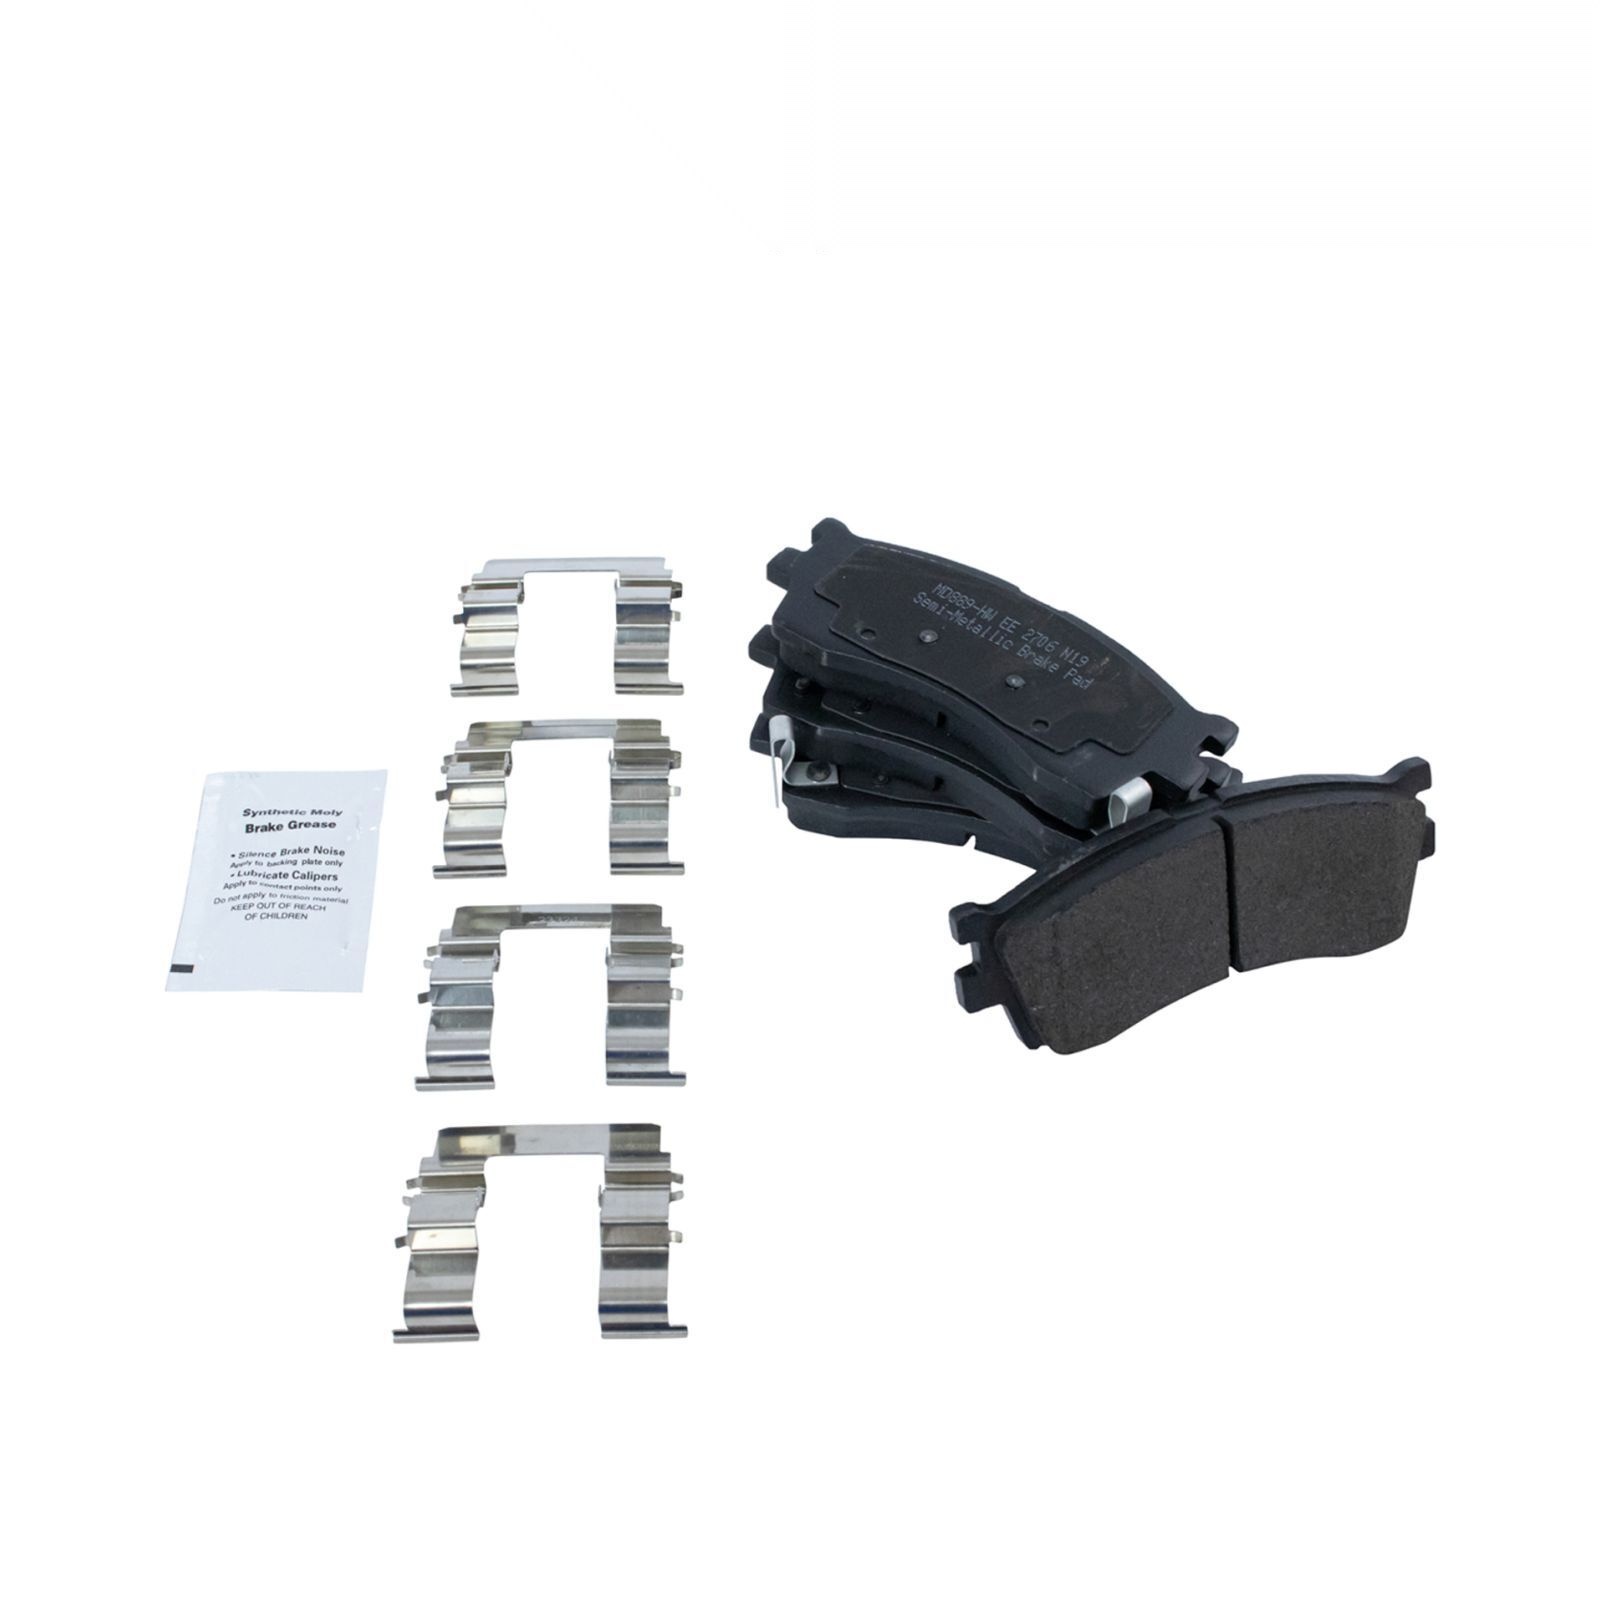 Synthetic Moly
Brake Grease
• Silence Brake Noise
Apply to backing plate only
• Lubricate Calipers
Apply to contact points only
Do not apply to friction material
KEEP OUT OF REACH
OF CHILDREN
MD889-HW EE 2706 N19
Semi-Metallic Brake Pad